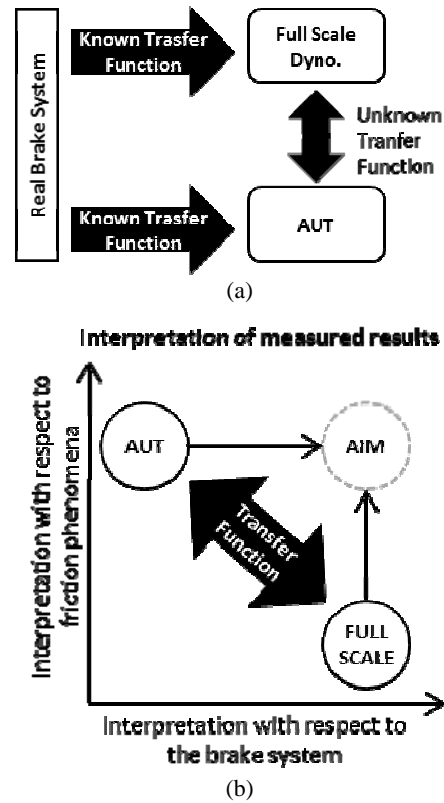 Real Brake System
Known Trasfer
Function
Full Scale
Dyno.
Unknown
Tranfer
Function
Known Trasfer
Function
AUT
(a)
Interpretation of measured results
Interpretation with respect to
friction phenomena
AUT
AIM
Transfer
Function
FULL
SCALE
Interpretation with respect to
the brake system
(b)